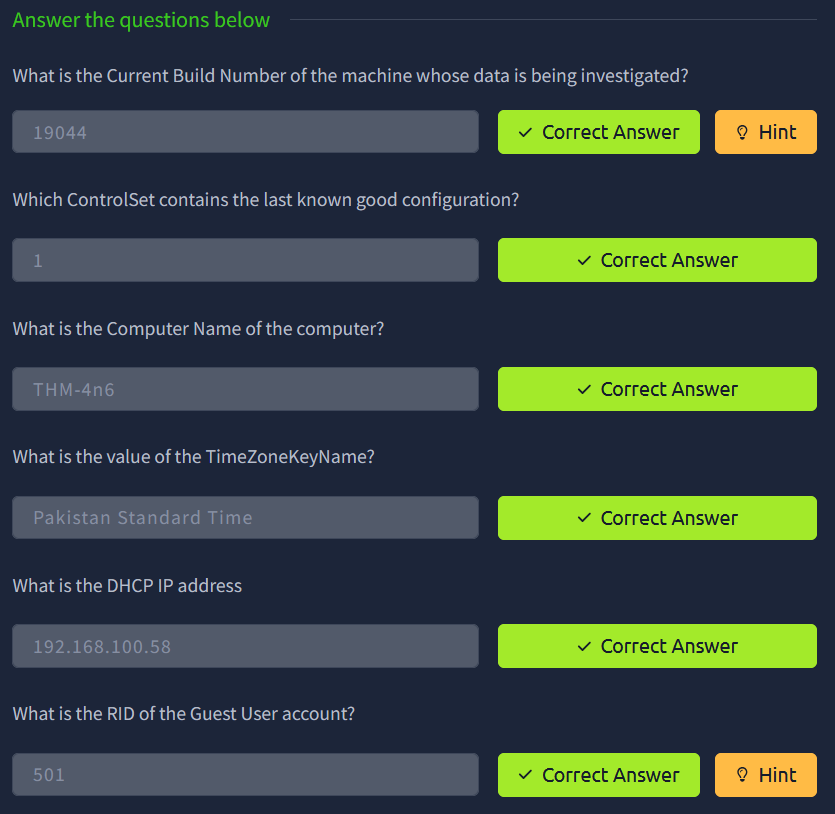 Answer the questions below
What is the Current Build Number of the machine whose data is being investigated?
19044 Correct Answer Hint
Which ControlSet contains the last known good configuration?
1 Correct Answer
What is the Computer Name of the computer?
THM-4n6 Correct Answer
What is the value of the TimeZoneKeyName?
Pakistan Standard Time Correct Answer
What is the DHCP IP address
192.168.100.58 Correct Answer
What is the RID of the Guest User account?
501 Correct Answer Hint